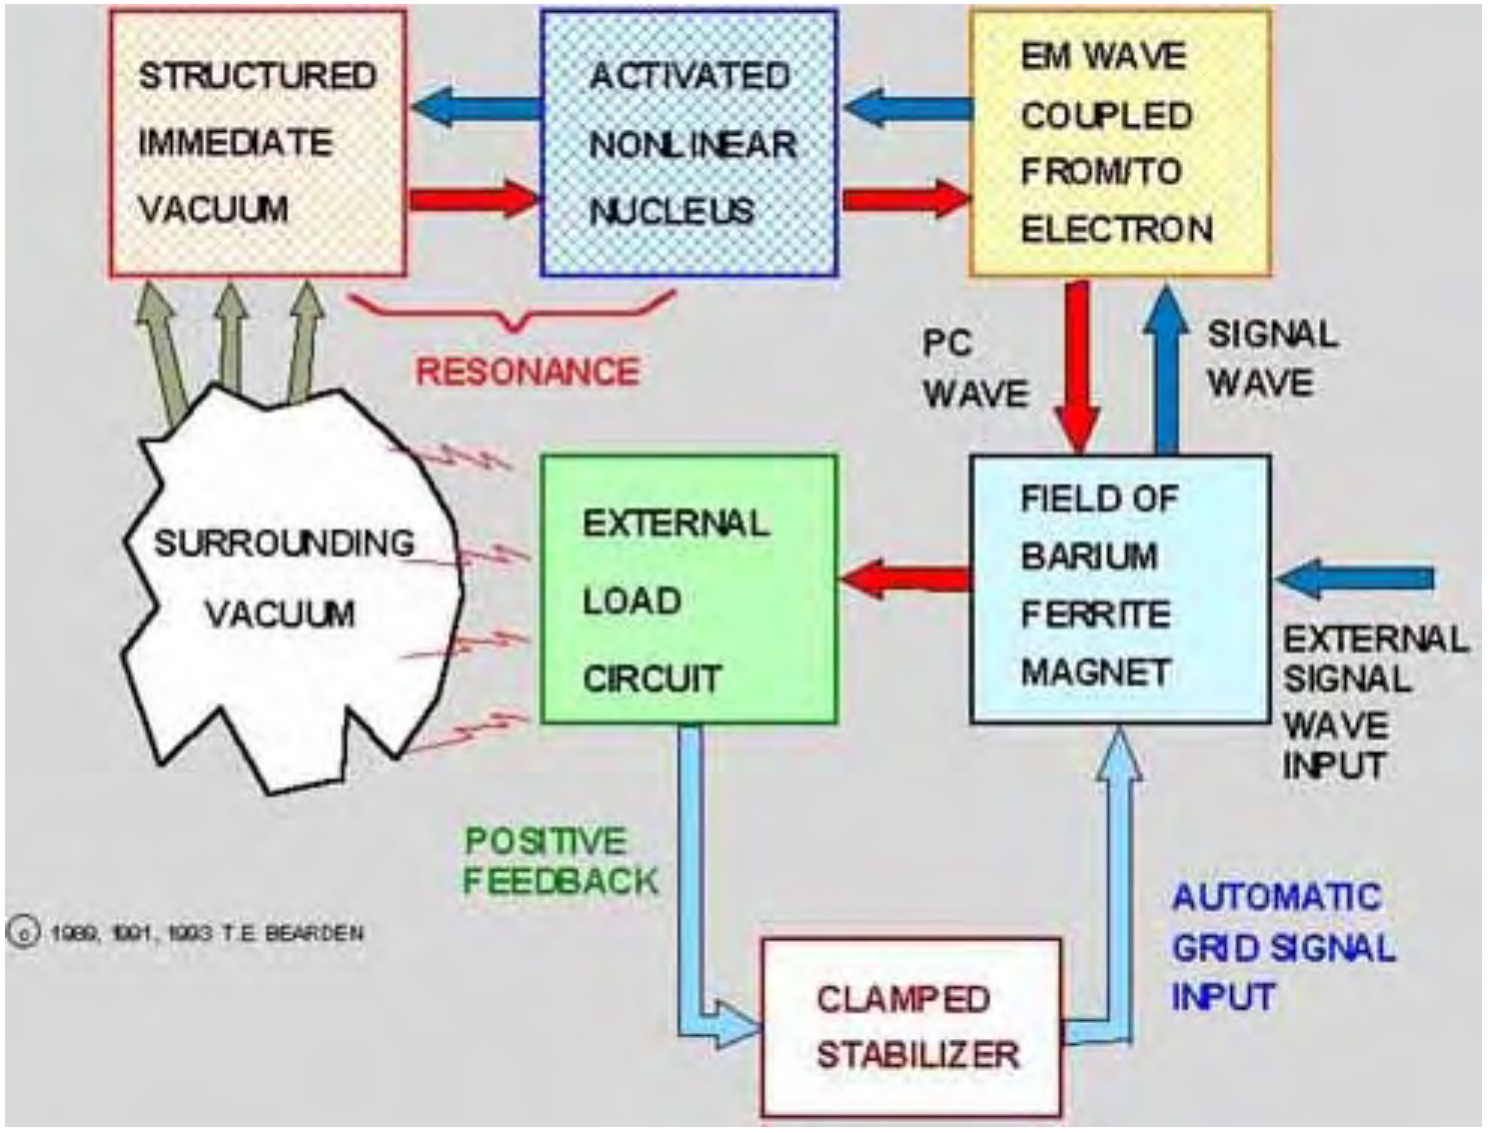 STRUCTURED
IMMEDIATE
VACUUM
ACTIVATED
NONLINEAR
NUCLEUS
EM WAVE
COUPLED
FROM/TO
ELECTRON
RESONANCE
PC
WAVE
SIGNAL
WAVE
SURROUNDING
VACUUM
EXTERNAL
LOAD
CIRCUIT
FIELD OF
BARIUM
FERRITE
MAGNET
EXTERNAL
SIGNAL
WAVE
INPUT
POSITIVE
FEEDBACK
AUTOMATIC
GRID SIGNAL
INPUT
© 1989, 1991, 1993 T.E. BEARDEN
CLAMPED
STABILIZER